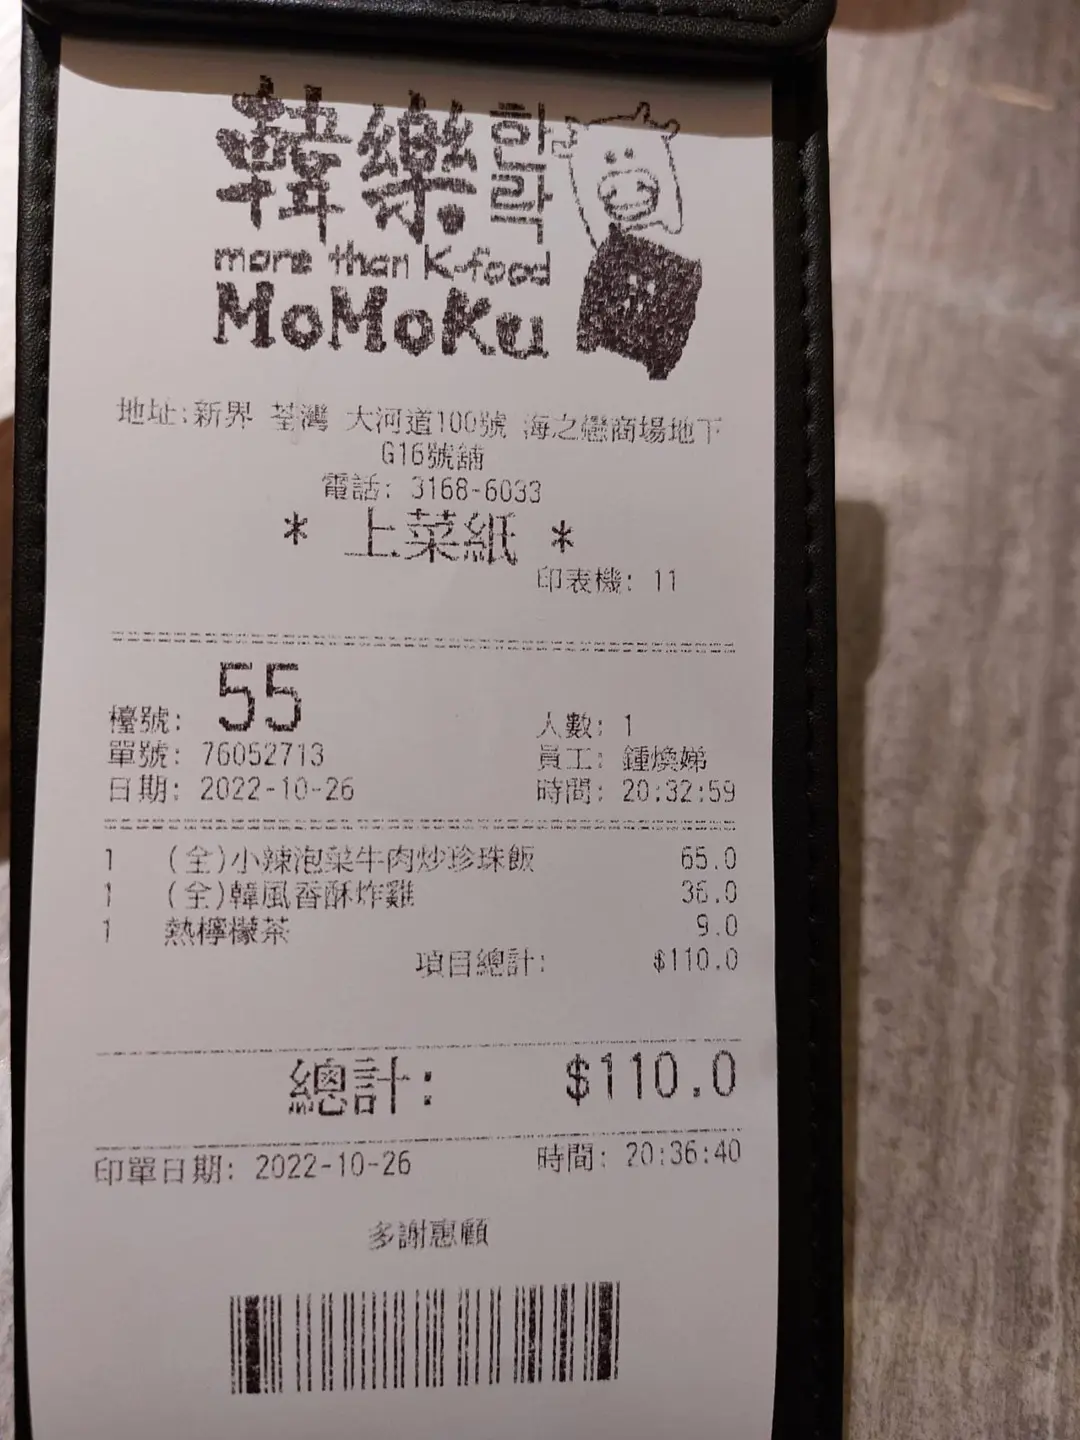 韓樂 한락
more than K-food
MoMoKu
地址:新界 荃灣 大河道100號 海之戀商場地下
G16號舖
電話: 3168-6033
* 上菜紙 *
印表機: 11
檯號: 55 人數: 1
單號: 76052713 員工: 鍾煥娣
日期: 2022-10-26 時間: 20:32:59
1 (全)小辣泡菜牛肉炒珍珠飯 65.0
1 (全)韓風香酥炸雞 36.0
1 熱檸檬茶 9.0
項目總計: $110.0
總計: $110.0
印單日期: 2022-10-26 時間: 20:36:40
多謝惠顧